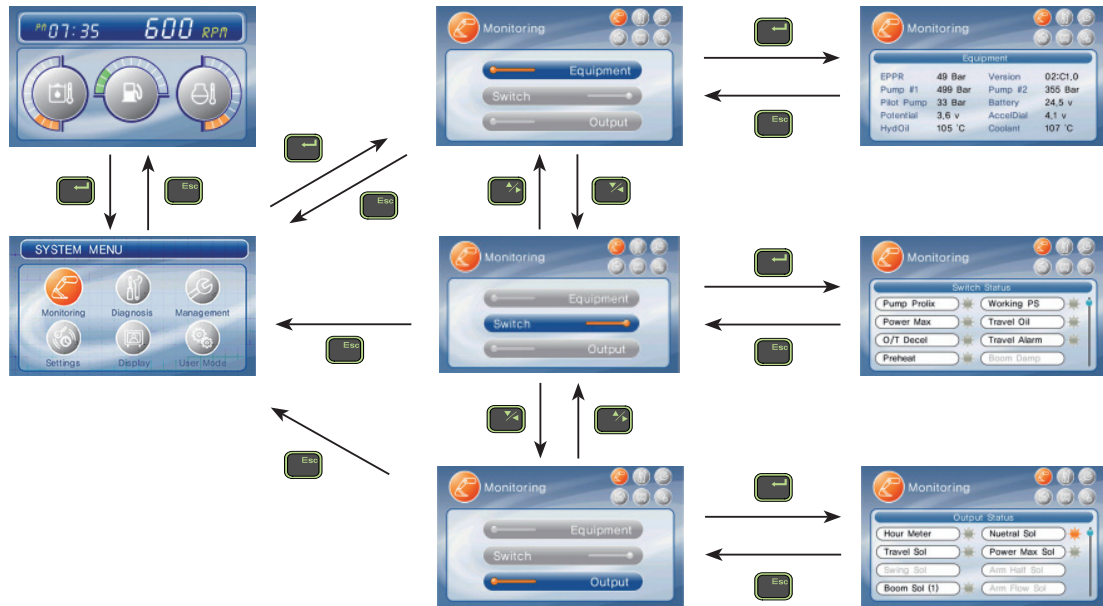 PM 07:35 600 RPM
Monitoring
Equipment
Switch
Output
Esc
Monitoring
Equipment
EPPR 49 Bar Version 02:C1,0
Pump #1 499 Bar Pump #2 355 Bar
Pilot Pump 33 Bar Battery 24,5 v
Potential 3,6 v AccelDial 4,1 v
HydOil 105 °C Coolant 107 °C
Esc
Esc
SYSTEM MENU
Monitoring Diagnosis Management
Settings Display User Mode
Esc
Monitoring
Equipment
Switch
Output
Esc
Monitoring
Switch Status
Pump Prolix Working PS
Power Max Travel Oil
O/T Decel Travel Alarm
Preheat Boom Damp
Esc
Monitoring
Equipment
Switch
Output
Esc
Monitoring
Output Status
Hour Meter Nuetral Sol
Travel Sol Power Max Sol
Swing Sol Arm Half Sol
Boom Sol (1) Arm Flow Sol